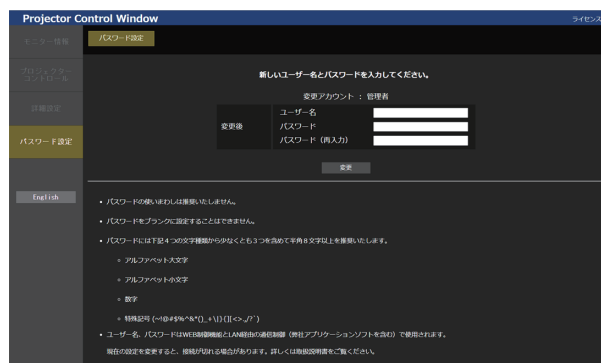 Projector Control Window
ライセンス
モニター情報
パスワード設定
プロジェクター
コントロール
新しいユーザー名とパスワードを入力してください。
詳細設定
変更アカウント : 管理者
変更後
ユーザー名
パスワード
パスワード (再入力)
パスワード設定
変更
English
• パスワードの使いまわしは推奨いたしません。
• パスワードをブランクに設定することはできません。
• パスワードには下記4つの文字種類から少なくとも3つを含めて半角8文字以上を推奨いたします。
○ アルファベット大文字
○ アルファベット小文字
○ 数字
○ 特殊記号 (~!@#$%^&*()_+\|}{][<>.,/?`)
• ユーザー名、パスワードはWEB制御機能とLAN経由の通信制御（弊社アプリケーションソフトを含む）で使用されます。
現在の設定を変更すると、接続が切れる場合があります。詳しくは取扱説明書をご覧ください。